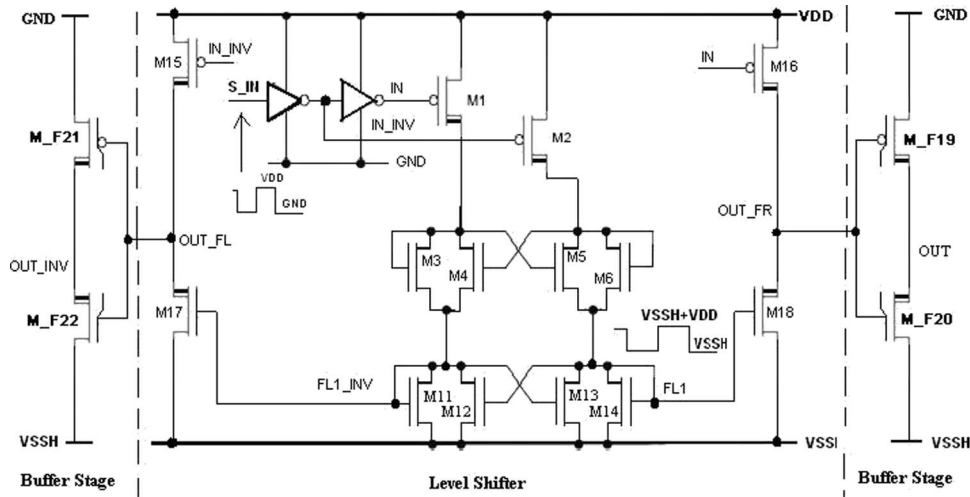 GND
VDD
GND
M15
IN_INV
S_IN
IN
IN_INV
M1
M2
IN
M16
M_F21
M_F19
GND
VDD
GND
OUT_FL
OUT_FR
OUT_INV
OUT
M3
M4
M5
M6
M_F22
M17
VSSH+VDD
VSSH
M18
M_F20
FL1_INV
M11
M12
M13
M14
FL1
VSSH
VSSI
VSSH
Buffer Stage
Level Shifter
Buffer Stage